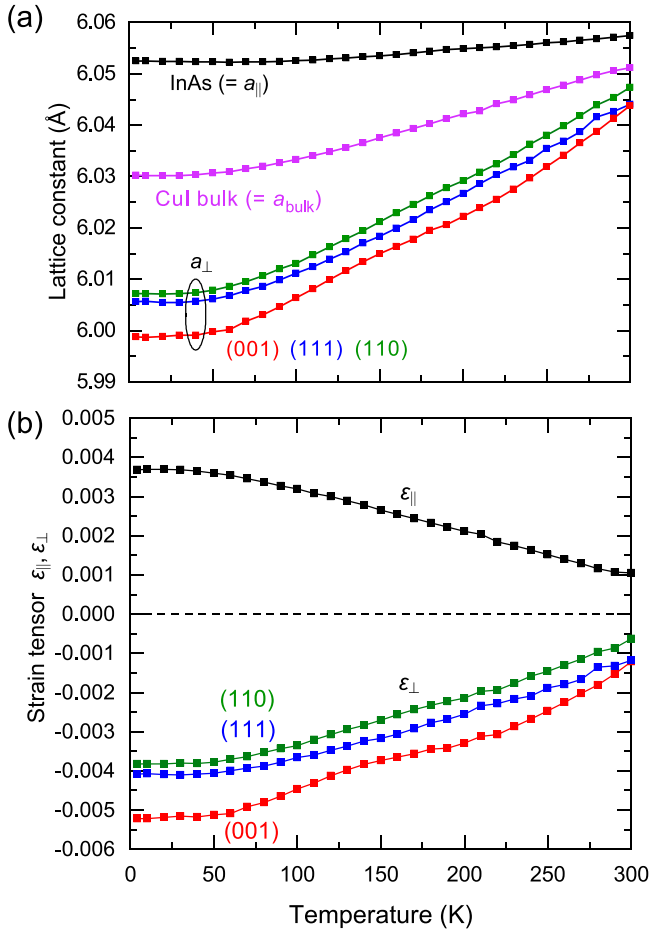 (a)
6.06
6.05
6.04
6.03
6.02
6.01
6.00
5.99
Lattice constant (Å)
InAs (= a∥)
CuI bulk (= abulk)
a⊥
(001) (111) (110)
(b)
0.005
0.004
0.003
0.002
0.001
0.000
-0.001
-0.002
-0.003
-0.004
-0.005
-0.006
Strain tensor ε∥, ε⊥
ε∥
ε⊥
(110)
(111)
(001)
0 50 100 150 200 250 300
Temperature (K)